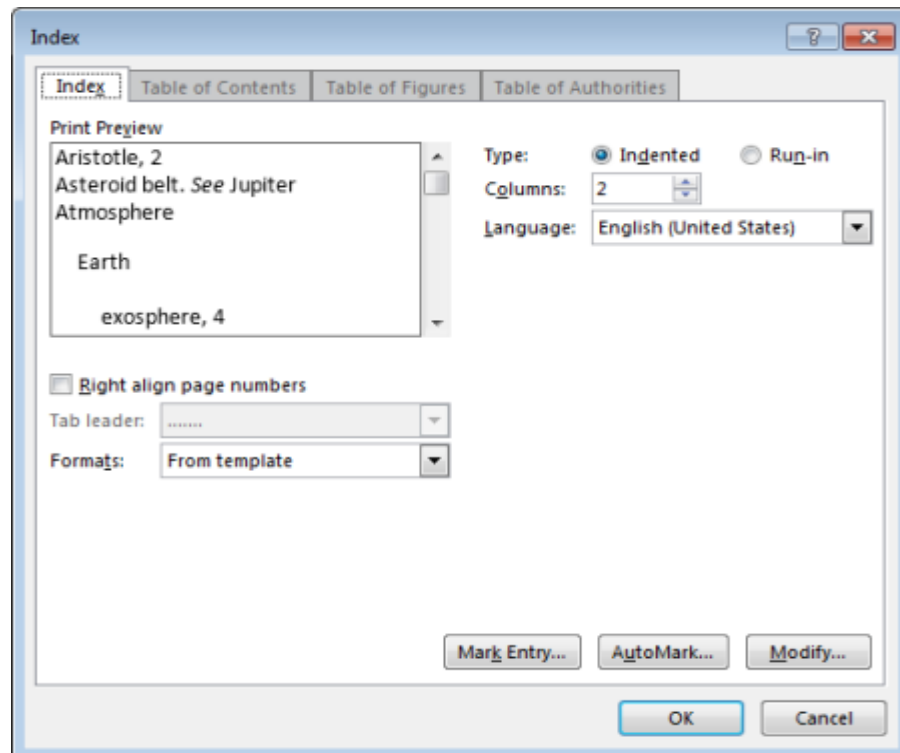 Index
Index Table of Contents Table of Figures Table of Authorities
Print Preview
Aristotle, 2
Asteroid belt. See Jupiter
Atmosphere
Earth
exosphere, 4
Type: Indented Run-in
Columns: 2
Language: English (United States)
Right align page numbers
Tab leader: .......
Formats: From template
Mark Entry... AutoMark... Modify...
OK Cancel